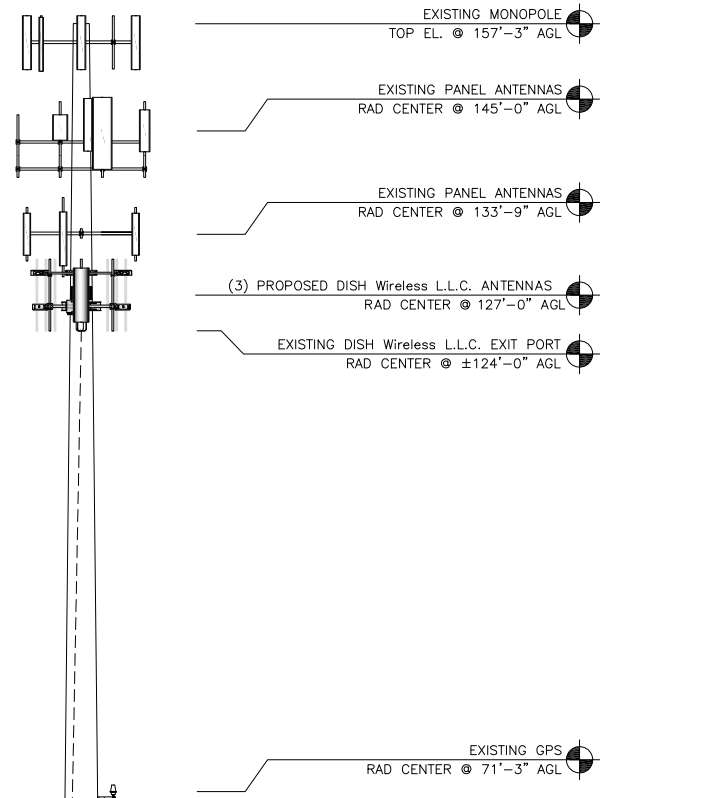 EXISTING MONOPOLE
TOP EL. @ 157'-3" AGL
EXISTING PANEL ANTENNAS
RAD CENTER @ 145'-0" AGL
EXISTING PANEL ANTENNAS
RAD CENTER @ 133'-9" AGL
(3) PROPOSED DISH Wireless L.L.C. ANTENNAS
RAD CENTER @ 127'-0" AGL
EXISTING DISH Wireless L.L.C. EXIT PORT
RAD CENTER @ ±124'-0" AGL
EXISTING GPS
RAD CENTER @ 71'-3" AGL